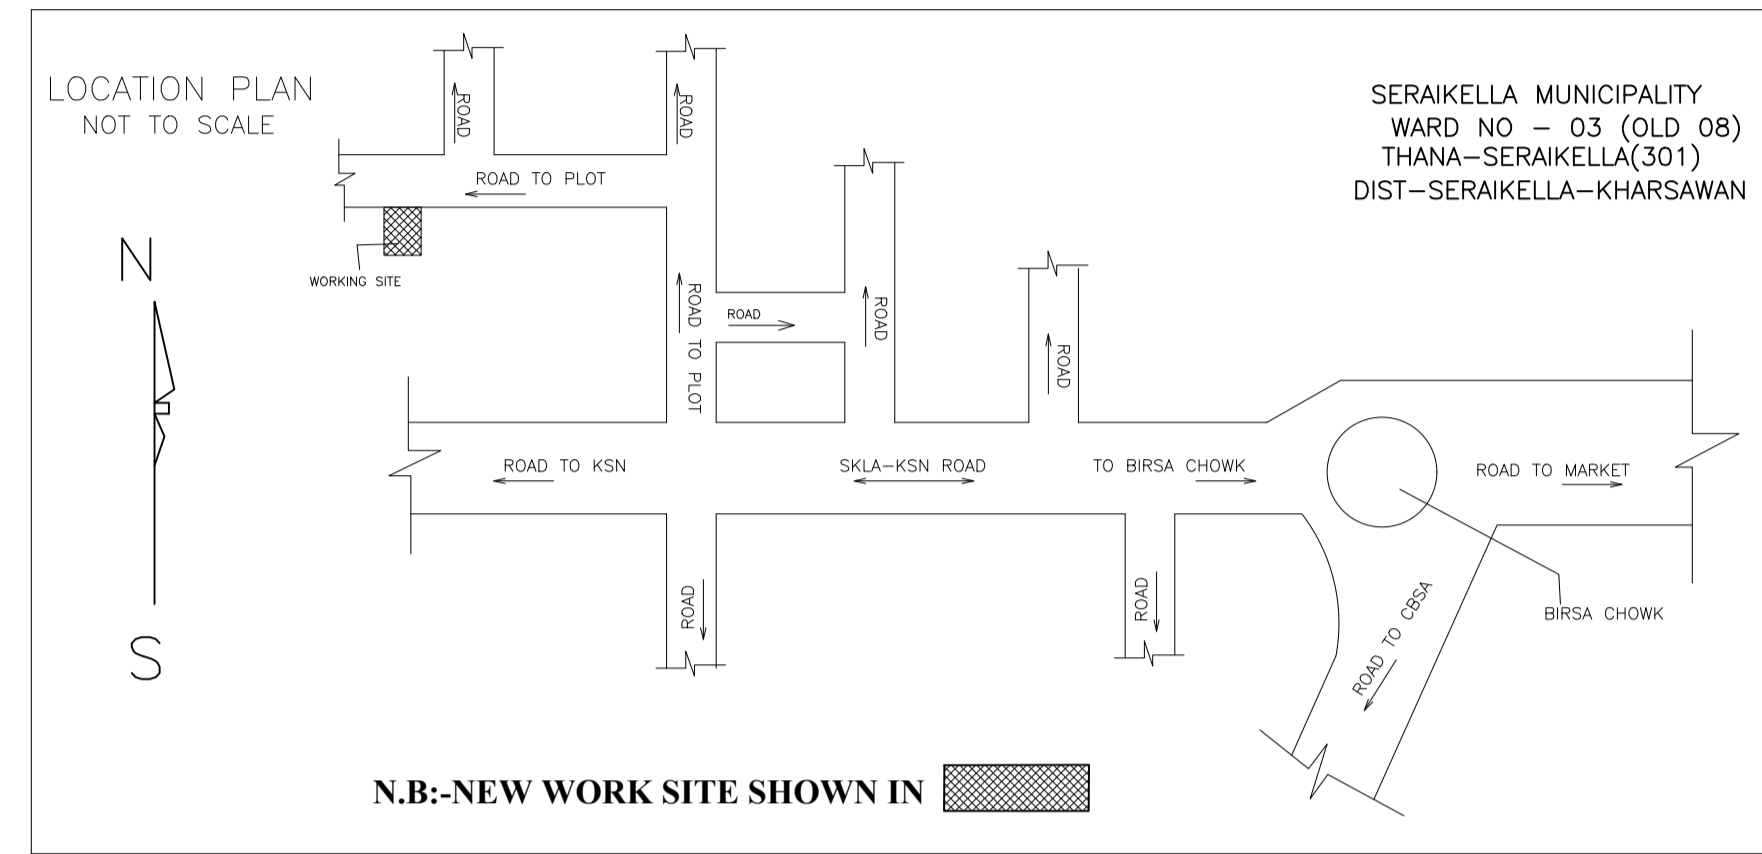 LOCATION PLAN
NOT TO SCALE
SERAIKELLA MUNICIPALITY
WARD NO - 03 (OLD 08)
THANA-SERAIKELLA(301)
DIST-SERAIKELLA-KHARSAWAN
ROAD
ROAD
ROAD TO PLOT
N
WORKING SITE
ROAD TO PLOT
ROAD
ROAD
ROAD
ROAD TO KSN
SKLA-KSN ROAD
TO BIRSA CHOWK
ROAD TO MARKET
ROAD
ROAD
ROAD TO CBSA
BIRSA CHOWK
S
N.B:-NEW WORK SITE SHOWN IN